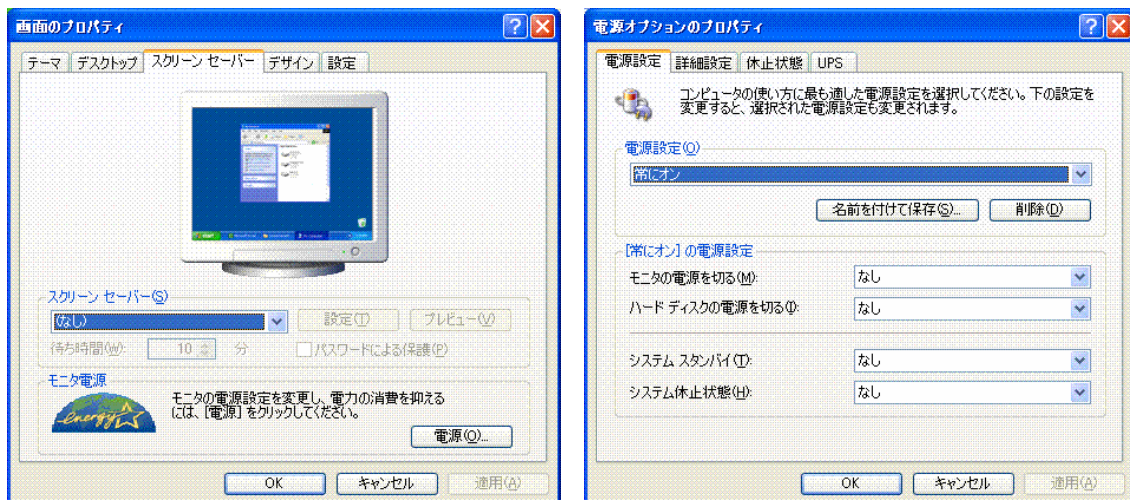 画面のプロパティ
テーマ デスクトップ スクリーン セーバー デザイン 設定
スクリーン セーバー(S)
(なし) 設定(T) プレビュー(V)
待ち時間(W): 10 分 パスワードによる保護(P)
モニタ電源
energy
モニタの電源設定を変更し、電力の消費を抑える
には、[電源] をクリックしてください。
電源(O)...
OK キャンセル 適用(A)
電源オプションのプロパティ
電源設定 詳細設定 休止状態 UPS
コンピュータの使い方に最も適した電源設定を選択してください。下の設定を
変更すると、選択された電源設定も変更されます。
電源設定(O)
常にオン
名前を付けて保存(S)... 削除(D)
[常にオン] の電源設定
モニタの電源を切る(M): なし
ハード ディスクの電源を切る(I): なし
システム スタンバイ(T): なし
システム休止状態(H): なし
OK キャンセル 適用(A)